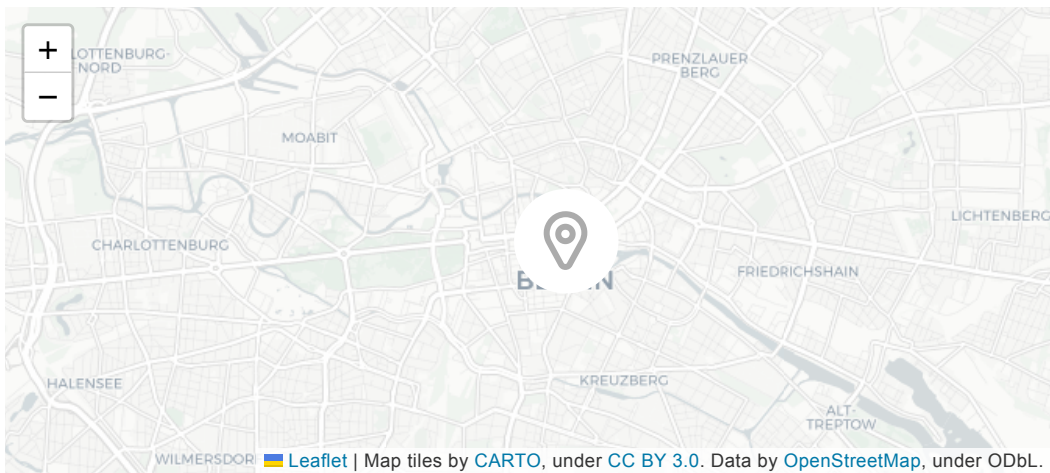 +
−
LOTTENBURG-
NORD
PRENZLAUER
BERG
MOABIT
LICHTENBERG
CHARLOTTENBURG
FRIEDRICHSHAIN
HALENSEE
KREUZBERG
ALT-
TREPTOW
WILMERSDOR
Leaflet | Map tiles by CARTO, under CC BY 3.0. Data by OpenStreetMap, under ODbL.